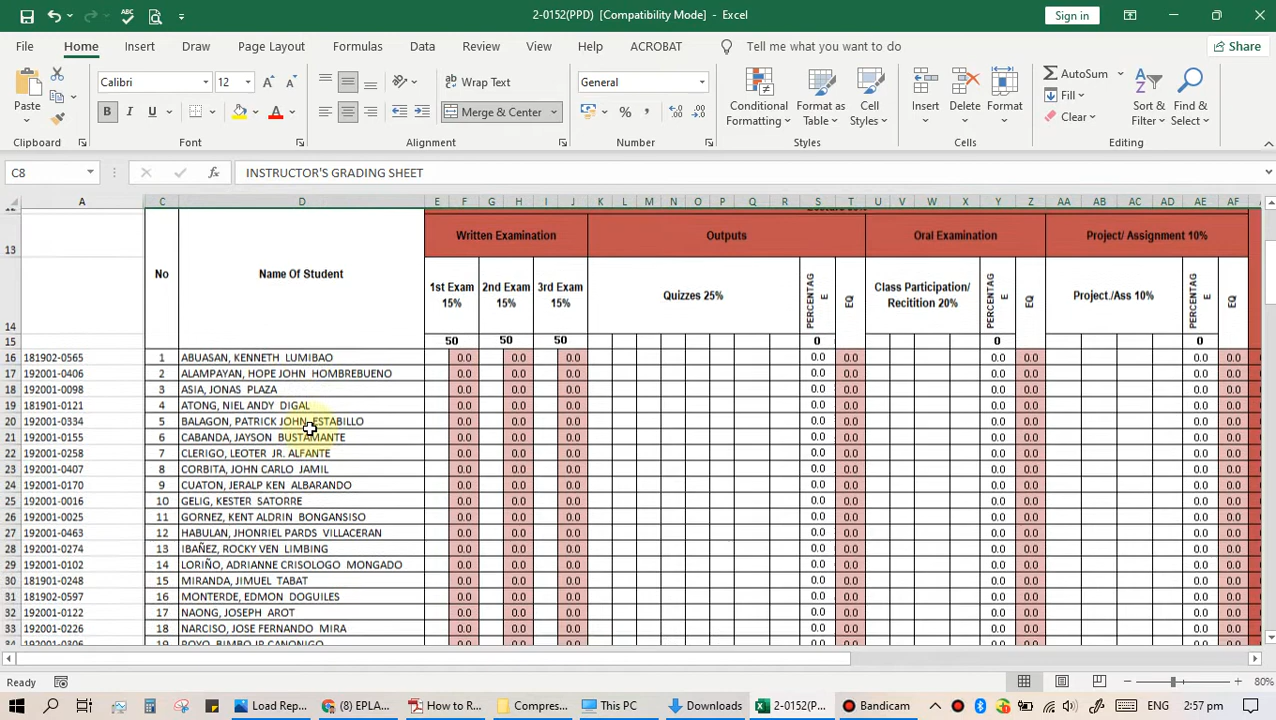 2-0152(PPD) [Compatibility Mode] - Excel
Sign in
File Home Insert Draw Page Layout Formulas Data Review View Help ACROBAT Tell me what you want to do Share
Paste
Clipboard
Calibri 12
B I U
Font
Wrap Text
Merge & Center
Alignment
General
Number
Conditional Formatting
Format as Table
Cell Styles
Styles
Insert Delete Format
Cells
AutoSum
Fill
Clear
Sort & Filter
Find & Select
Editing
C8 fx INSTRUCTOR'S GRADING SHEET
A C D E F G H I J K L M N O P Q R S T U V W X Y Z AA AB AC AD AE AF
13 Written Examination Outputs Oral Examination Project/ Assignment 10%
No Name Of Student
14 1st Exam 15% 2nd Exam 15% 3rd Exam 15% Quizzes 25% PERCENTAGE EQ Class Participation/ Recitition 20% PERCENTAGE EQ Project./Ass 10% PERCENTAGE EQ
15 50 50 50 0 0 0
16 181902-0565 1 ABUASAN, KENNETH LUMIBAO 0.0 0.0 0.0 0.0 0.0 0.0 0.0 0.0 0.0
17 192001-0406 2 ALAMPAYAN, HOPE JOHN HOMBREBUENO 0.0 0.0 0.0 0.0 0.0 0.0 0.0 0.0 0.0
18 192001-0098 3 ASIA, JONAS PLAZA 0.0 0.0 0.0 0.0 0.0 0.0 0.0 0.0 0.0
19 181901-0121 4 ATONG, NIEL ANDY DIGAL 0.0 0.0 0.0 0.0 0.0 0.0 0.0 0.0 0.0
20 192001-0334 5 BALAGON, PATRICK JOHN ESTABILLO 0.0 0.0 0.0 0.0 0.0 0.0 0.0 0.0 0.0
21 192001-0155 6 CABANDA, JAYSON BUSTAMANTE 0.0 0.0 0.0 0.0 0.0 0.0 0.0 0.0 0.0
22 192001-0258 7 CLERIGO, LEOTER JR. ALFANTE 0.0 0.0 0.0 0.0 0.0 0.0 0.0 0.0 0.0
23 192001-0407 8 CORBITA, JOHN CARLO JAMIL 0.0 0.0 0.0 0.0 0.0 0.0 0.0 0.0 0.0
24 192001-0170 9 CUATON, JERALP KEN ALBARANDO 0.0 0.0 0.0 0.0 0.0 0.0 0.0 0.0 0.0
25 192001-0016 10 GELIG, KESTER SATORRE 0.0 0.0 0.0 0.0 0.0 0.0 0.0 0.0 0.0
26 192001-0025 11 GORNEZ, KENT ALDRIN BONGANSISO 0.0 0.0 0.0 0.0 0.0 0.0 0.0 0.0 0.0
27 192001-0463 12 HABULAN, JHONRIEL PARDS VILLACERAN 0.0 0.0 0.0 0.0 0.0 0.0 0.0 0.0 0.0
28 192001-0274 13 IBAÑEZ, ROCKY VEN LIMBING 0.0 0.0 0.0 0.0 0.0 0.0 0.0 0.0 0.0
29 192001-0102 14 LORIÑO, ADRIANNE CRISOLOGO MONGADO 0.0 0.0 0.0 0.0 0.0 0.0 0.0 0.0 0.0
30 181901-0248 15 MIRANDA, JIMUEL TABAT 0.0 0.0 0.0 0.0 0.0 0.0 0.0 0.0 0.0
31 181902-0597 16 MONTERDE, EDMON DOGUILES 0.0 0.0 0.0 0.0 0.0 0.0 0.0 0.0 0.0
32 192001-0122 17 NAONG, JOSEPH AROT 0.0 0.0 0.0 0.0 0.0 0.0 0.0 0.0 0.0
33 192001-0226 18 NARCISO, JOSE FERNANDO MIRA 0.0 0.0 0.0 0.0 0.0 0.0 0.0 0.0 0.0
Ready 80%
Load Rep... (8) EPLA... How to R... Compres... This PC Downloads 2-0152(PP... Bandicam ENG 2:57 pm